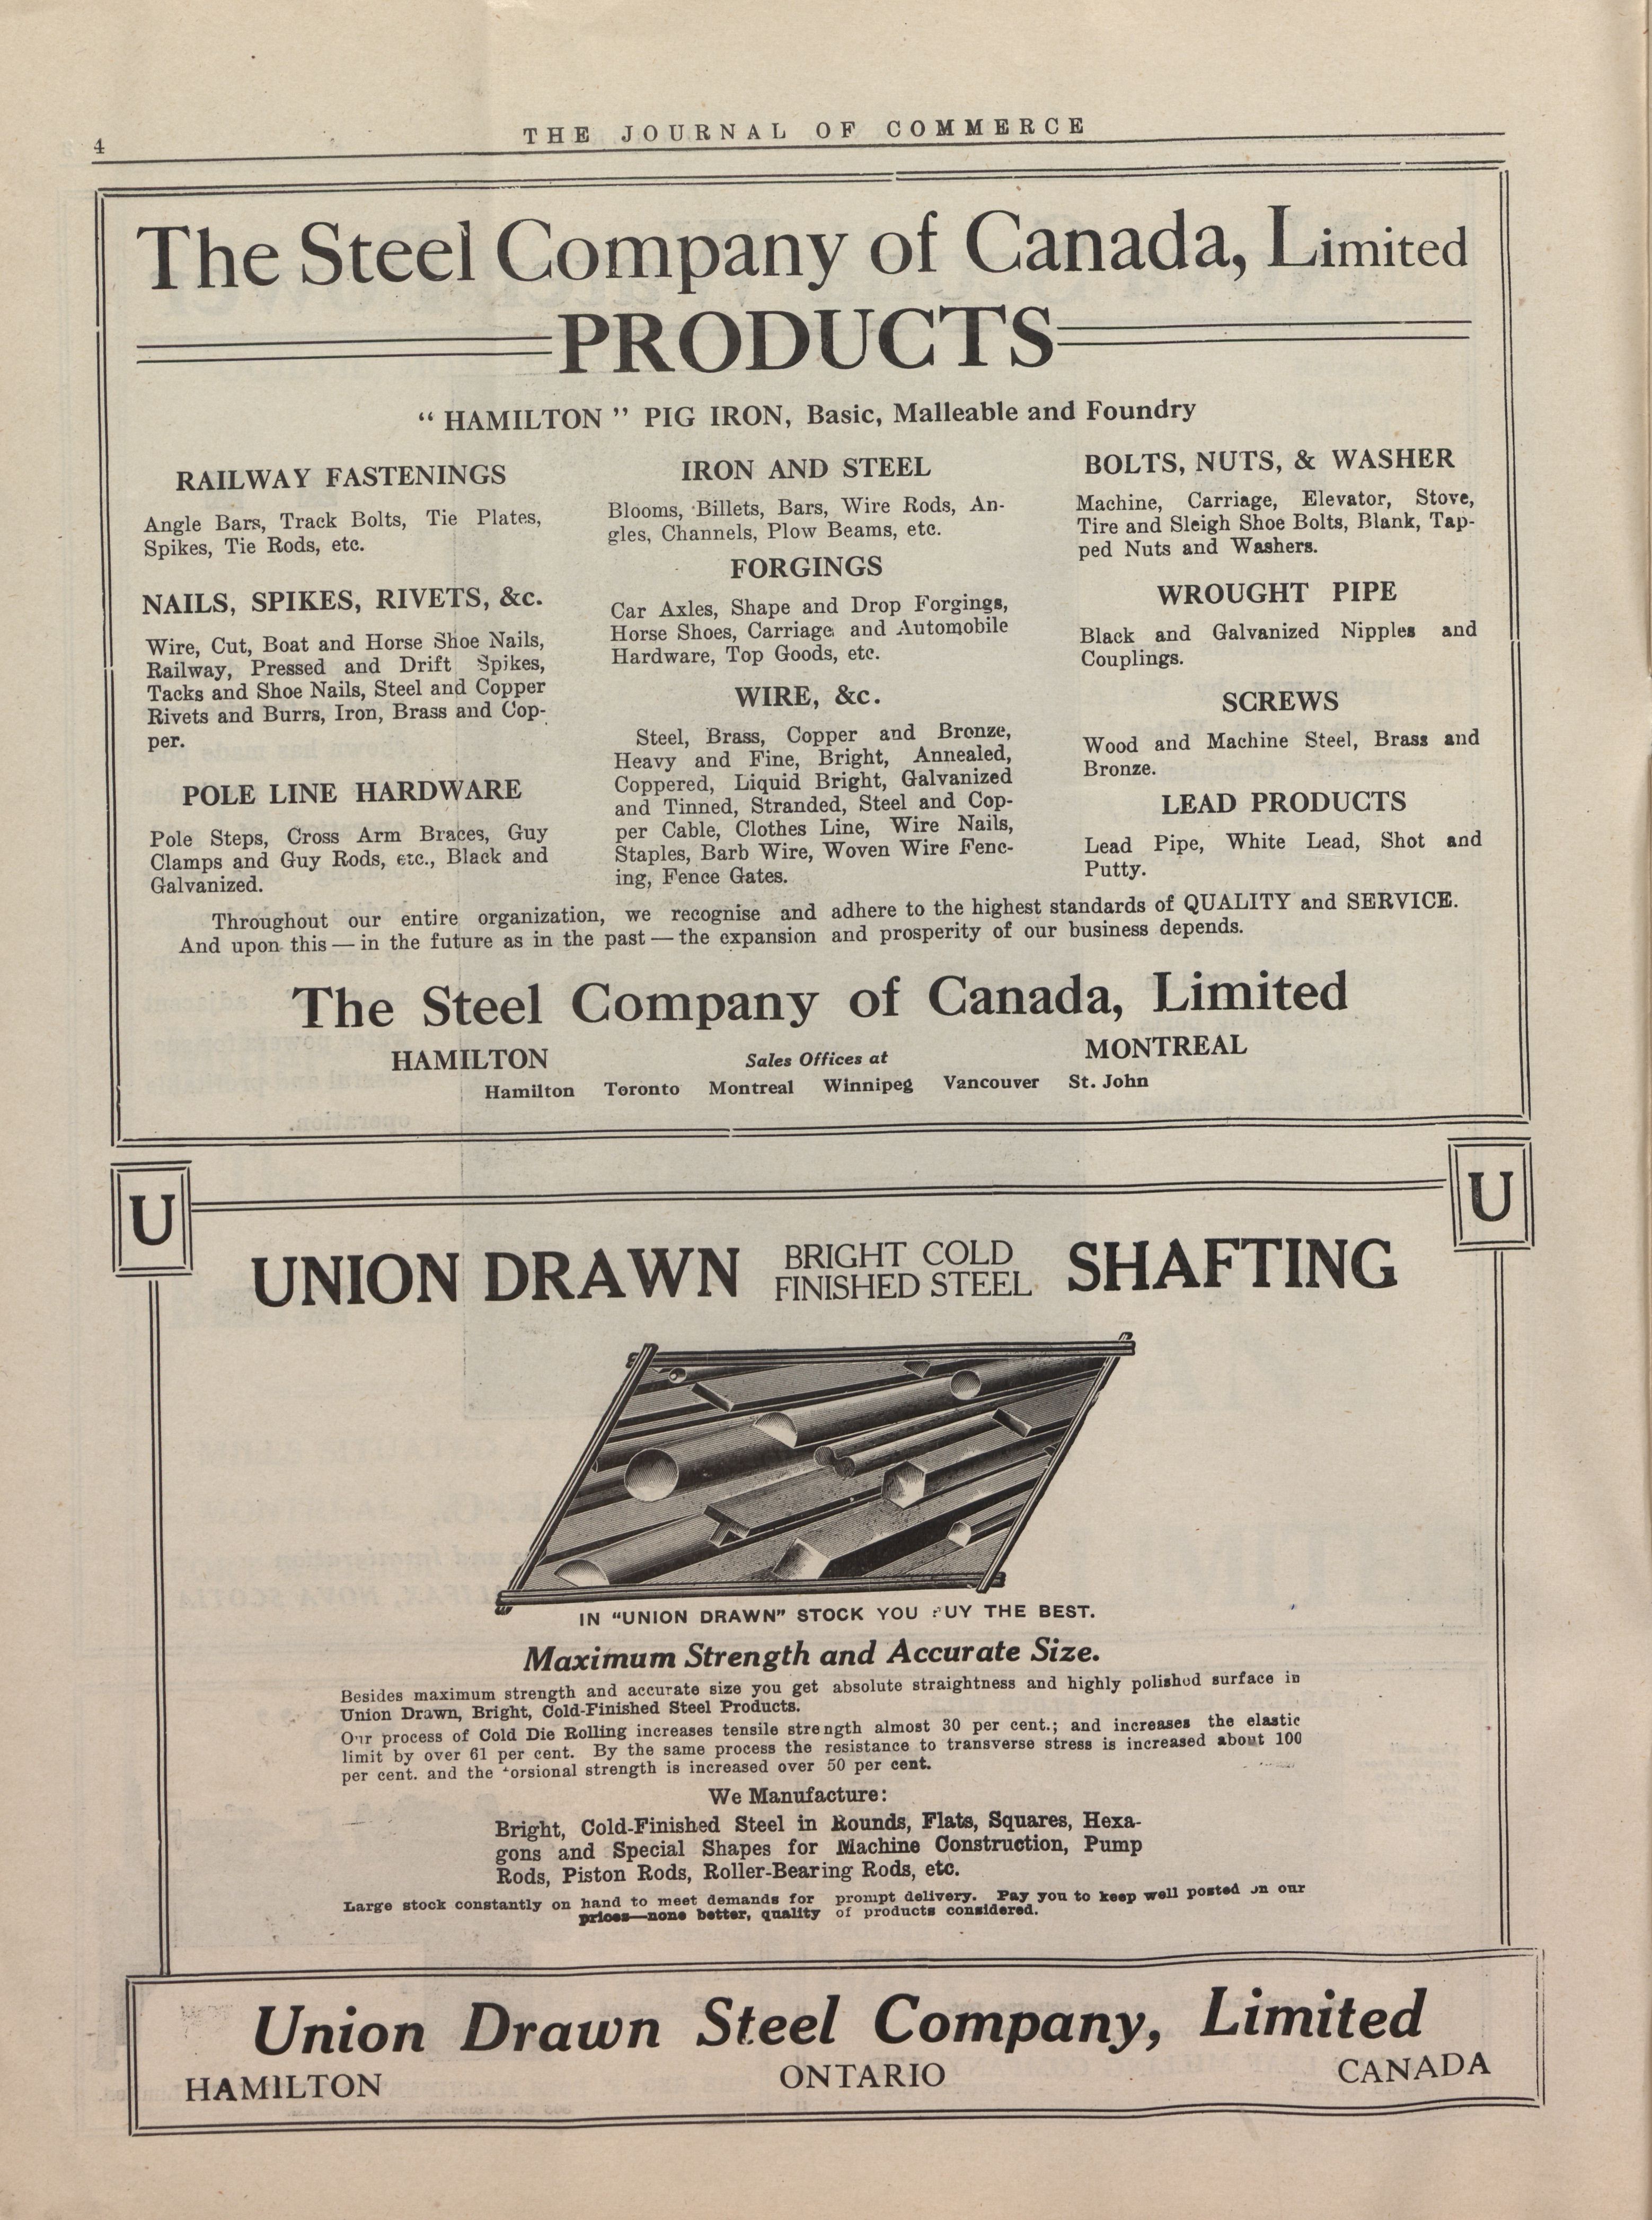 4
THE JOURNAL OF COMMERCE
The Steel Company of Canada, Limited
PRODUCTS
“ HAMILTON ” PIG IRON, Basic, Malleable and Foundry
RAILWAY FASTENINGS
Angle Bars, Track Bolts, Tie Plates,
Spikes, Tie Rods, etc.
NAILS, SPIKES, RIVETS, &c.
Wire, Cut, Boat and Horse Shoe Nails,
Railway, Pressed and Drift Spikes,
Tacks and Shoe Nails, Steel and Copper
Rivets and Burrs, Iron, Brass and Cop-
per.
POLE LINE HARDWARE
Pole Steps, Cross Arm Braces, Guy
Clamps and Guy Rods, etc., Black and
Galvanized.
IRON AND STEEL
Blooms, Billets, Bars, Wire Rods, An-
gles, Channels, Plow Beams, etc.
FORGINGS
Car Axles, Shape and Drop Forgings,
Horse Shoes, Carriage and Automobile
Hardware, Top Goods, etc.
WIRE, &c.
Steel, Brass, Copper and Bronze,
Heavy and Fine, Bright, Annealed,
Coppered, Liquid Bright, Galvanized
and Tinned, Stranded, Steel and Cop-
per Cable, Clothes Line, Wire Nails,
Staples, Barb Wire, Woven Wire Fenc-
ing, Fence Gates.
BOLTS, NUTS, & WASHER
Machine, Carriage, Elevator, Stove,
Tire and Sleigh Shoe Bolts, Blank, Tap-
ped Nuts and Washers.
WROUGHT PIPE
Black and Galvanized Nipples and
Couplings.
SCREWS
Wood and Machine Steel, Brass and
Bronze.
LEAD PRODUCTS
Lead Pipe, White Lead, Shot and
Putty.
Throughout our entire organization, we recognise and adhere to the highest standards of QUALITY and SERVICE.
And upon this — in the future as in the past — the expansion and prosperity of our business depends.
The Steel Company of Canada, Limited
HAMILTON Sales Offices at MONTREAL
Hamilton Toronto Montreal Winnipeg Vancouver St. John
U U
UNION DRAWN BRIGHT COLD FINISHED STEEL SHAFTING
IN “UNION DRAWN” STOCK YOU BUY THE BEST.
Maximum Strength and Accurate Size.
Besides maximum strength and accurate size you get absolute straightness and highly polished surface in
Union Drawn, Bright, Cold-Finished Steel Products.
Our process of Cold Die Rolling increases tensile strength almost 30 per cent.; and increases the elastic
limit by over 61 per cent. By the same process the resistance to transverse stress is increased about 100
per cent. and the torsional strength is increased over 50 per cent.
We Manufacture:
Bright, Cold-Finished Steel in Rounds, Flats, Squares, Hexa-
gons and Special Shapes for Machine Construction, Pump
Rods, Piston Rods, Roller-Bearing Rods, etc.
Large stock constantly on hand to meet demands for prompt delivery. Pay you to keep well posted on our
prices—none better, quality of products considered.
Union Drawn Steel Company, Limited
HAMILTON ONTARIO CANADA